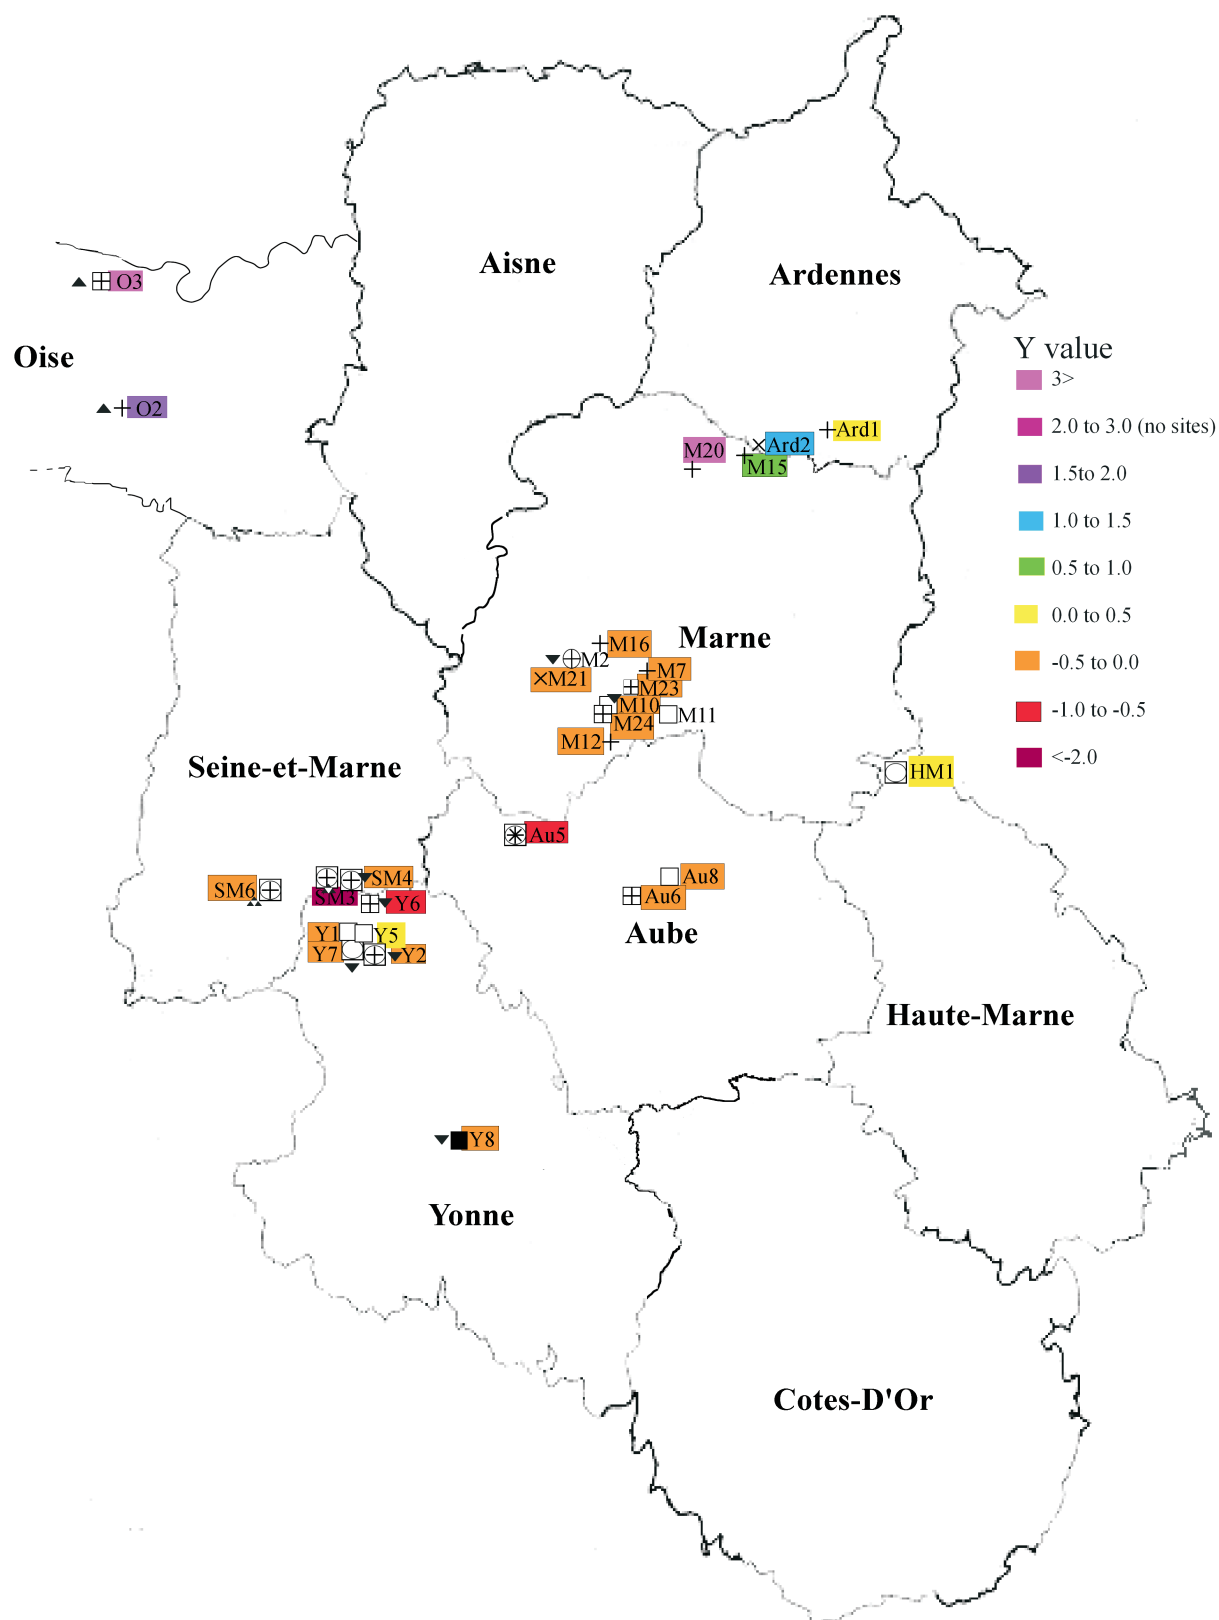 Aisne
Ardennes
O3
Oise
Y value
3>
O2
2.0 to 3.0 (no sites)
Ard1
Ard2
M20
M15
1.5to 2.0
1.0 to 1.5
0.5 to 1.0
0.0 to 0.5
Marne
M16
M2
-0.5 to 0.0
M7
M21
M23
M10
M11
-1.0 to -0.5
M24
M12
<-2.0
Seine-et-Marne
HM1
Au5
SM6
SM4
SM3
Y6
Au8
Au6
Aube
Y1
Y5
Y7
Y2
Haute-Marne
Y8
Yonne
Cotes-D'Or